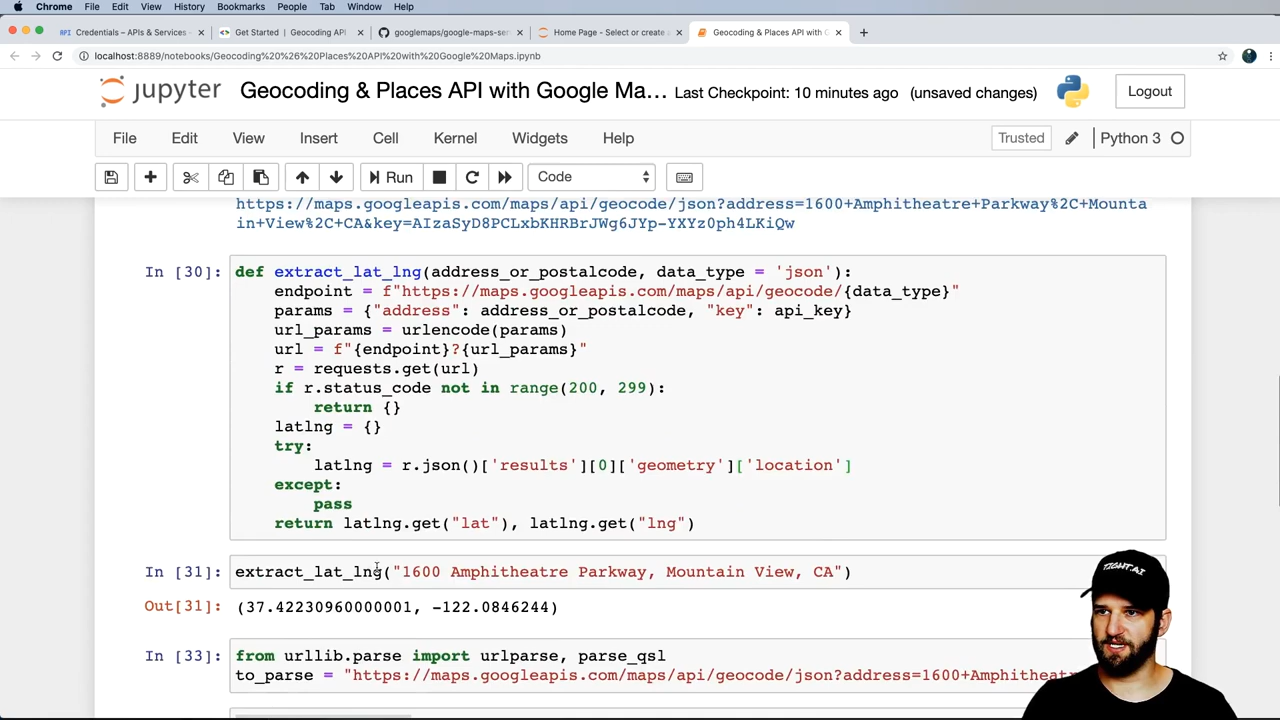 Chrome File Edit View History Bookmarks People Tab Window Help
Credentials – APIs & Services - Get Started | Geocoding API googlemaps/google-maps-ser Home Page - Select or create a Geocoding & Places API with G
localhost:8889/notebooks/Geocoding%20%26%20Places%20API%20with%20Google%20Maps.ipynb
jupyter Geocoding & Places API with Google Ma... Last Checkpoint: 10 minutes ago (unsaved changes) Logout
File Edit View Insert Cell Kernel Widgets Help Trusted Python 3
Run Code
https://maps.googleapis.com/maps/api/geocode/json?address=1600+Amphitheatre+Parkway%2C+Mounta
in+View%2C+CA&key=AIzaSyD8PCLxbKHRBrJWg6JYp-YXYz0ph4LKiQw
In [30]: def extract_lat_lng(address_or_postalcode, data_type = 'json'):
endpoint = f"https://maps.googleapis.com/maps/api/geocode/{data_type}"
params = {"address": address_or_postalcode, "key": api_key}
url_params = urlencode(params)
url = f"{endpoint}?{url_params}"
r = requests.get(url)
if r.status_code not in range(200, 299):
return {}
latlng = {}
try:
latlng = r.json()['results'][0]['geometry']['location']
except:
pass
return latlng.get("lat"), latlng.get("lng")
In [31]: extract_lat_lng("1600 Amphitheatre Parkway, Mountain View, CA")
Out[31]: (37.42230960000001, -122.0846244)
In [33]: from urllib.parse import urlparse, parse_qsl
to_parse = "https://maps.googleapis.com/maps/api/geocode/json?address=1600+Amphitheatr